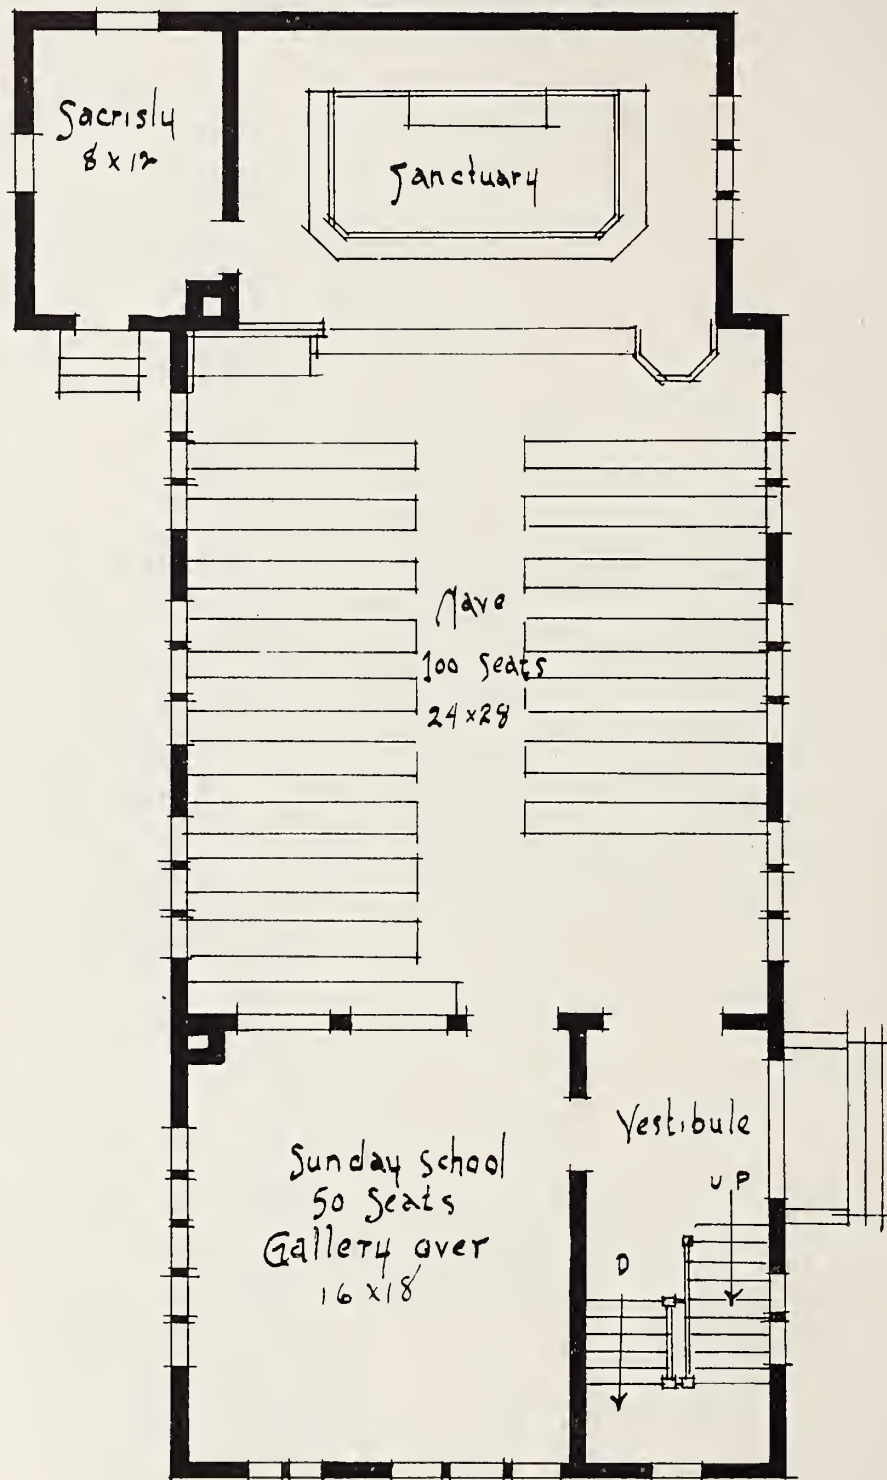 Sacristy
8 x 12
Sanctuary
Nave
100 Seats
24 x 28
Vestibule
UP
D
Sunday school
50 Seats
Gallery over
16 x 18